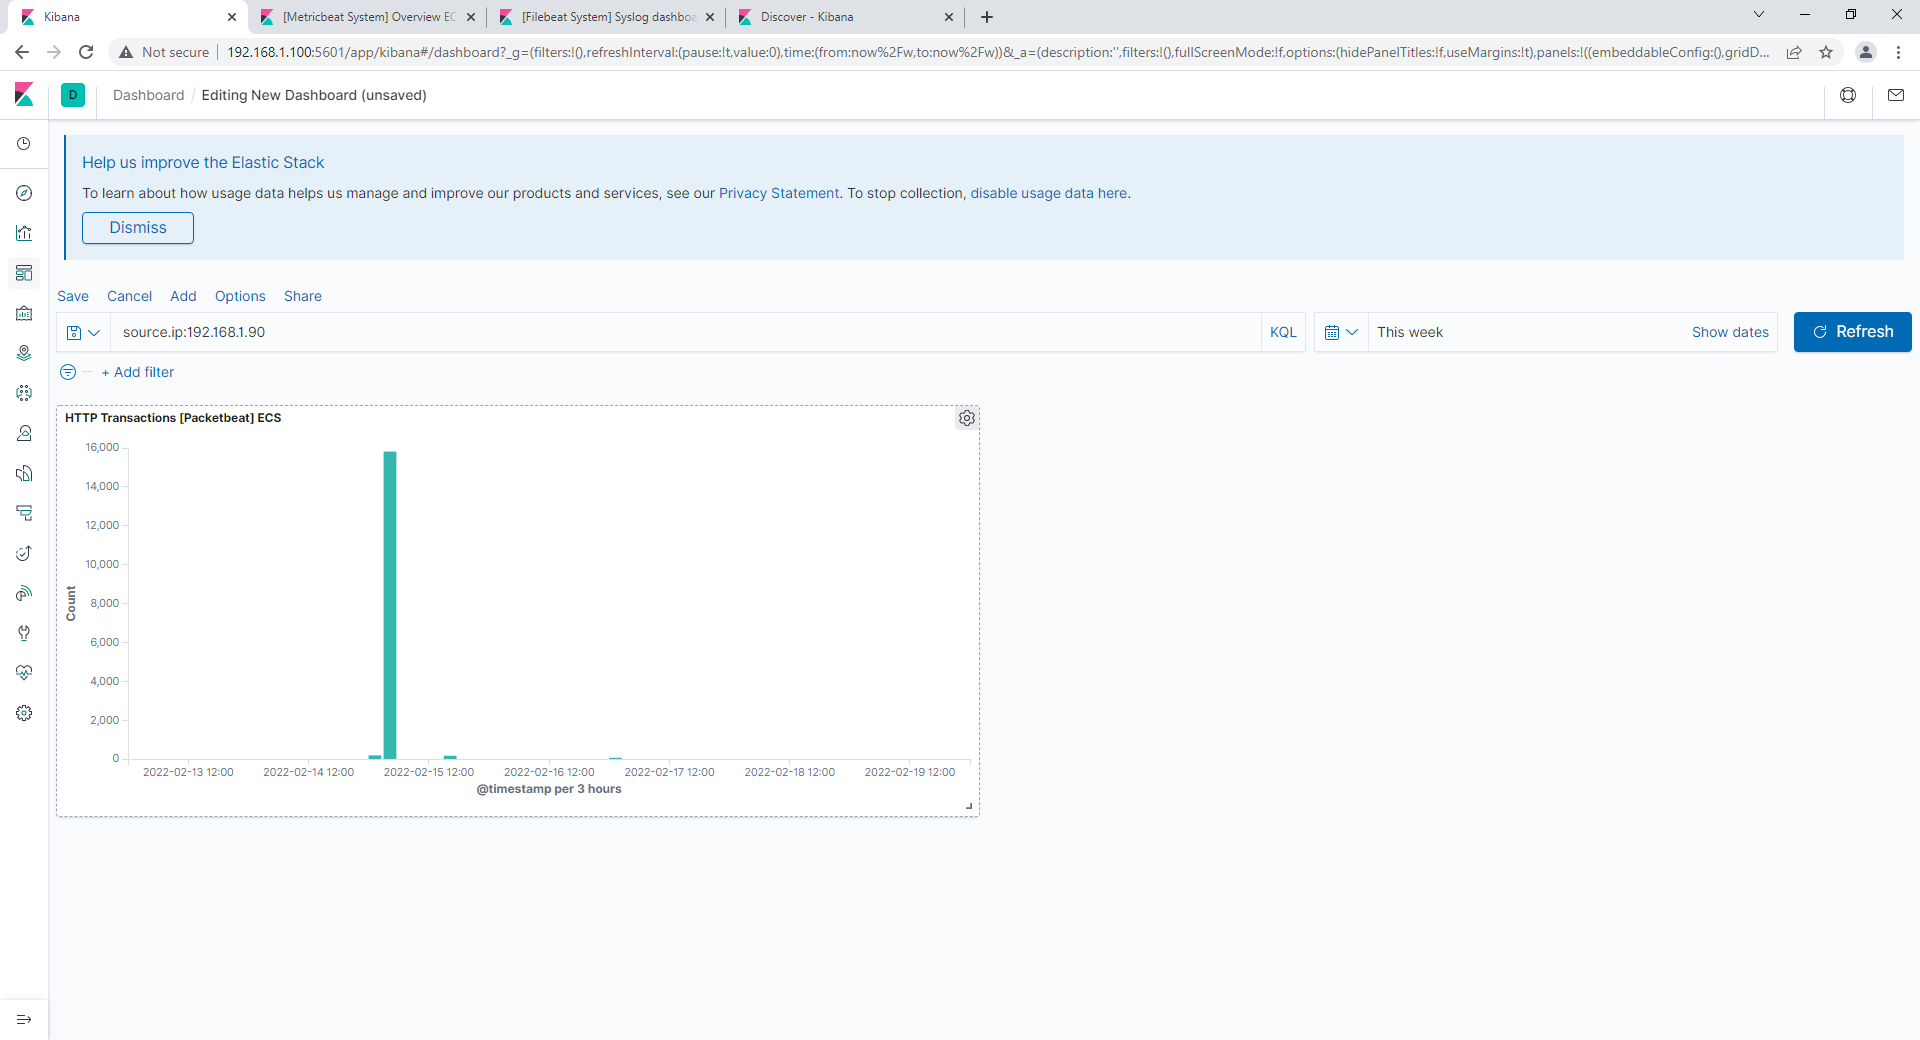 Kibana
[Metricbeat System] Overview EC
[Filebeat System] Syslog dashboa
Discover - Kibana
Not secure
192.168.1.100:5601/app/kibana#/dashboard?_g=(filters:!(),refreshInterval:(pause:!t,value:0),time:(from:now%2Fw,to:now%2Fw))&_a=(description:'',filters:!(),fullScreenMode:!f,options:(hidePanelTitles:!f,useMargins:!t),panels:!((embeddableConfig:(),gridD...
D
Dashboard / Editing New Dashboard (unsaved)
Help us improve the Elastic Stack
To learn about how usage data helps us manage and improve our products and services, see our Privacy Statement. To stop collection, disable usage data here.
Dismiss
Save Cancel Add Options Share
source.ip:192.168.1.90
KQL
This week
Show dates
Refresh
+ Add filter
HTTP Transactions [Packetbeat] ECS
16,000
14,000
12,000
10,000
8,000
6,000
4,000
2,000
0
Count
2022-02-13 12:00 2022-02-14 12:00 2022-02-15 12:00 2022-02-16 12:00 2022-02-17 12:00 2022-02-18 12:00 2022-02-19 12:00
@timestamp per 3 hours